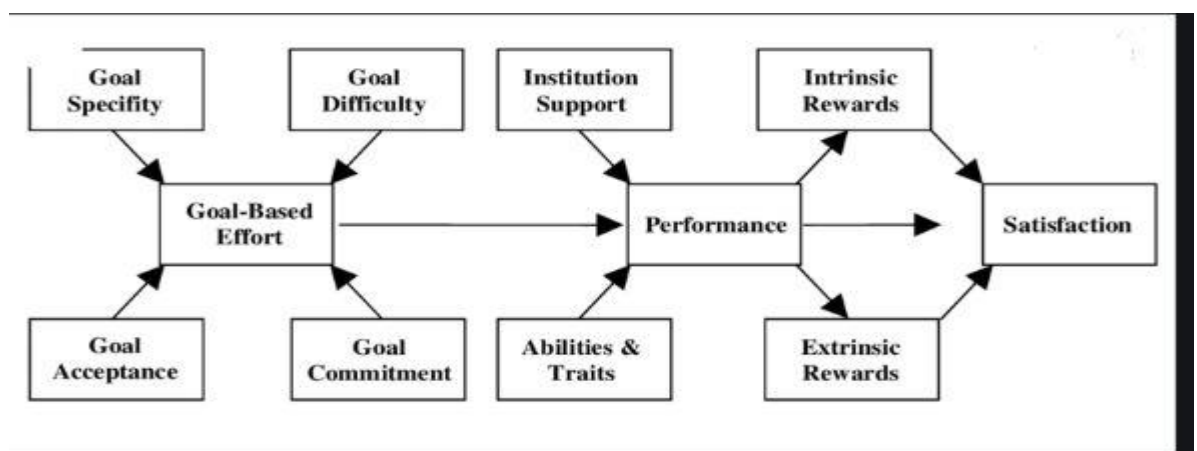 Goal
Specifity
Goal
Difficulty
Institution
Support
Intrinsic
Rewards
Goal-Based
Effort
Performance
Satisfaction
Goal
Acceptance
Goal
Commitment
Abilities &
Traits
Extrinsic
Rewards